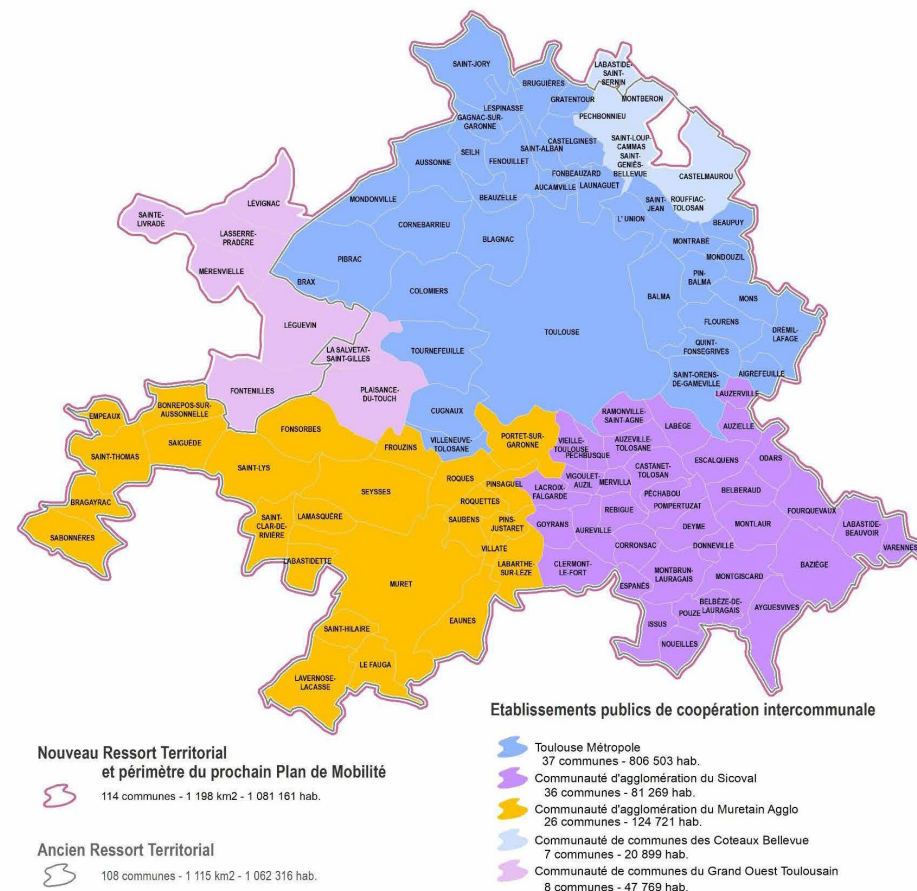 SAINT-JORY
LABASTIDE-
SAINT-
SERNIN
BRUGUIÈRES
GRATENTOUR
MONTBERON
LESPINASSE
PECHBONNIEU
GAGNAC-SUR-
GARONNE
CASTELGINEST
SAINT-LOUP-
CAMMAS
SAINT-ALBAN
SEILH
FENOUILLET
SAINT-
GENIÈS-
BELLEVUE
AUSSONNE
FONBEAUZARD
CASTELMAUROU
AUCAMVILLE
LAUNAGUET
MONDONVILLE
BEAUZELLE
SAINT-
JEAN
ROUFFIAC-
TOLOSAN
LÉVIGNAC
SAINTE-
LIVRADE
L' UNION
BEAUPUY
CORNEBARRIEU
LASSERRE-
PRADÈRE
BLAGNAC
MONTRABÉ
MONDOUZIL
PIBRAC
MÉRENVIELLE
PIN-
BALMA
BRAX
COLOMIERS
BALMA
MONS
LÉGUEVIN
FLOURENS
TOULOUSE
DRÉMIL-
LAFAGE
LA SALVETAT-
SAINT-GILLES
TOURNEFEUILLE
QUINT-
FONSEGRIVES
SAINT-ORENS-
DE-GAMEVILLE
AIGREFEUILLE
FONTENILLES
PLAISANCE-
DU-TOUCH
LAUZERVILLE
BONREPOS-SUR-
AUSSONNELLE
EMPEAUX
CUGNAUX
RAMONVILLE-
SAINT-AGNE
LABÈGE
AUZIELLE
FONSORBES
PORTET-SUR-
GARONNE
SAIGUÈDE
VILLENEUVE-
TOLOSANE
FROUZINS
VIEILLE-
TOULOUSE
AUZEVILLE-
TOLOSANE
SAINT-THOMAS
PECHBUSQUE
ESCALQUENS
ODARS
SAINT-LYS
CASTANET-
TOLOSAN
ROQUES
PINSAGUEL
VIGOULET-
AUZIL
MERVILLA
SEYSSES
LACROIX-
FALGARDE
PÉCHABOU
BELBERAUD
BRAGAYRAC
ROQUETTES
REBIGUE
POMPERTUZAT
FOURQUEVAUX
SAINT-
CLAR-DE-
RIVIÈRE
LAMASQUÈRE
SAUBENS
PINS-
JUSTARET
GOYRANS
AUREVILLE
DEYME
MONTLAUR
LABASTIDE-
BEAUVOIR
SABONNÈRES
DONNEVILLE
VILLATE
CORRONSAC
VARENNES
LABASTIDETTE
LABARTHE-
SUR-LÈZE
CLERMONT-
LE-FORT
MONTBRUN-
LAURAGAIS
BAZIÈGE
MURET
ESPANÈS
MONTGISCARD
BELBÈZE-DE-
LAURAGAIS
AYGUESVIVES
POUZE
EAUNES
ISSUS
SAINT-HILAIRE
NOUEILLES
LE FAUGA
LAVERNOSE-
LACASSE
Nouveau Ressort Territorial
et périmètre du prochain Plan de Mobilité
114 communes - 1 198 km2 - 1 081 161 hab.
Ancien Ressort Territorial
108 communes - 1 115 km2 - 1 062 316 hab.
Etablissements publics de coopération intercommunale
Toulouse Métropole
37 communes - 806 503 hab.
Communauté d'agglomération du Sicoval
36 communes - 81 269 hab.
Communauté d'agglomération du Muretain Agglo
26 communes - 124 721 hab.
Communauté de communes des Coteaux Bellevue
7 communes - 20 899 hab.
Communauté de communes du Grand Ouest Toulousain
8 communes - 47 769 hab.